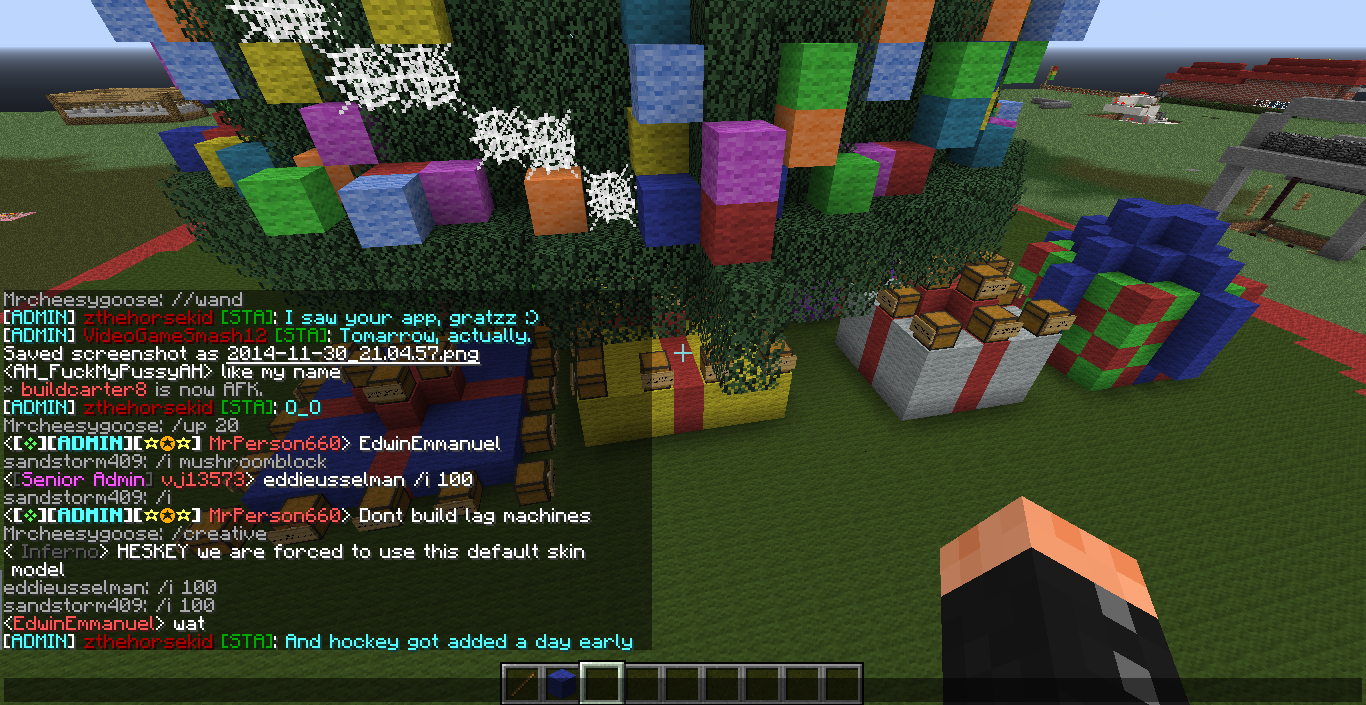 Mrcheesygoose: //wand
[ADMIN] zthehorsekid [STA]: I saw your app, gratzz :)
[ADMIN] VideoGameSmash12 [STA]: Tomarrow, actually.
Saved screenshot as 2014-11-30_21.04.57.png
<AH_FuckMyPussyAH> like my name
* buildcarter8 is now AFK.
[ADMIN] zthehorsekid [STA]: O_O
Mrcheesygoose: /up 20
<[❖][ADMIN][☆✪☆] MrPerson660> EdwinEmmanuel
sandstorm409: /i mushroomblock
<[Senior Admin] vj13573> eddieusselman /i 100
sandstorm409: /i
<[❖][ADMIN][☆✪☆] MrPerson660> Dont build lag machines
Mrcheesygoose: /creative
< Inferno> HESKEY we are forced to use this default skin
model
eddieusselman: /i 100
sandstorm409: /i 100
<EdwinEmmanuel> wat
[ADMIN] zthehorsekid [STA]: And hockey got added a day early